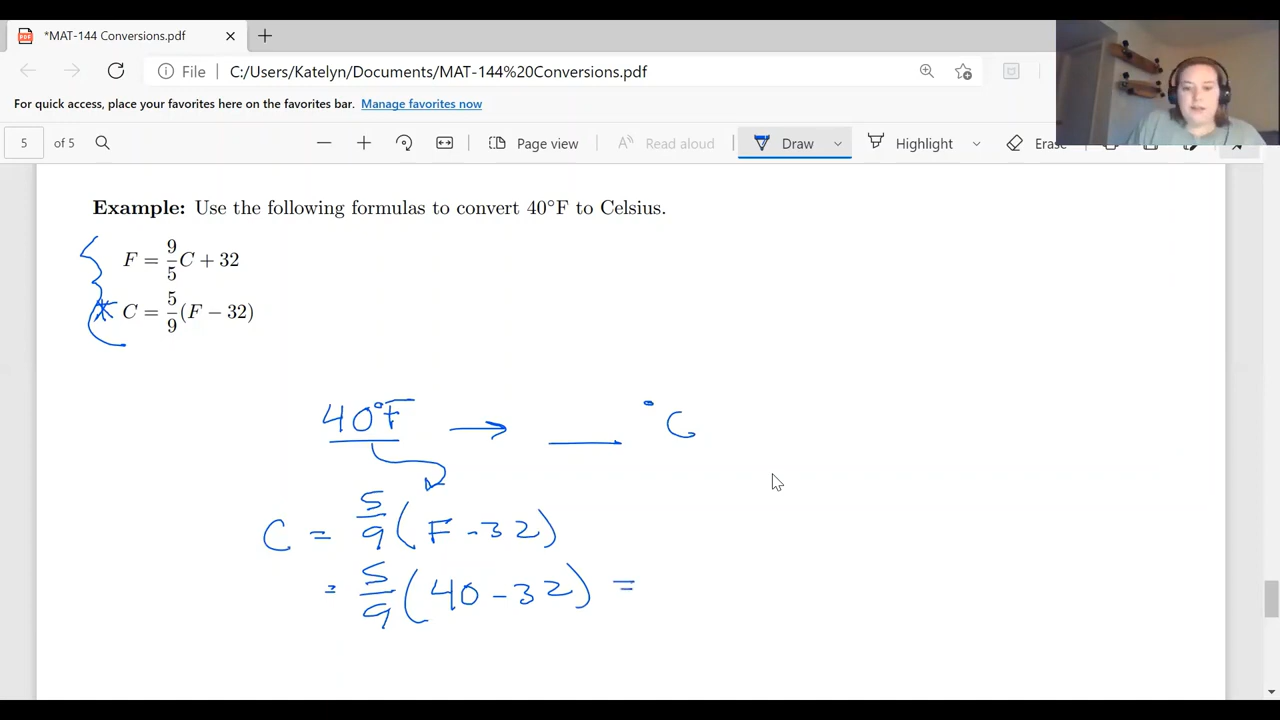 *MAT-144 Conversions.pdf
File C:/Users/Katelyn/Documents/MAT-144%20Conversions.pdf
For quick access, place your favorites here on the favorites bar. Manage favorites now
5 of 5 Page view Read aloud Draw Highlight Erase
Example: Use the following formulas to convert 40°F to Celsius.
F = 9/5 C + 32
* C = 5/9 (F − 32)
40°F → ___ °C
C = 5/9 (F - 32)
= 5/9 (40 - 32) =